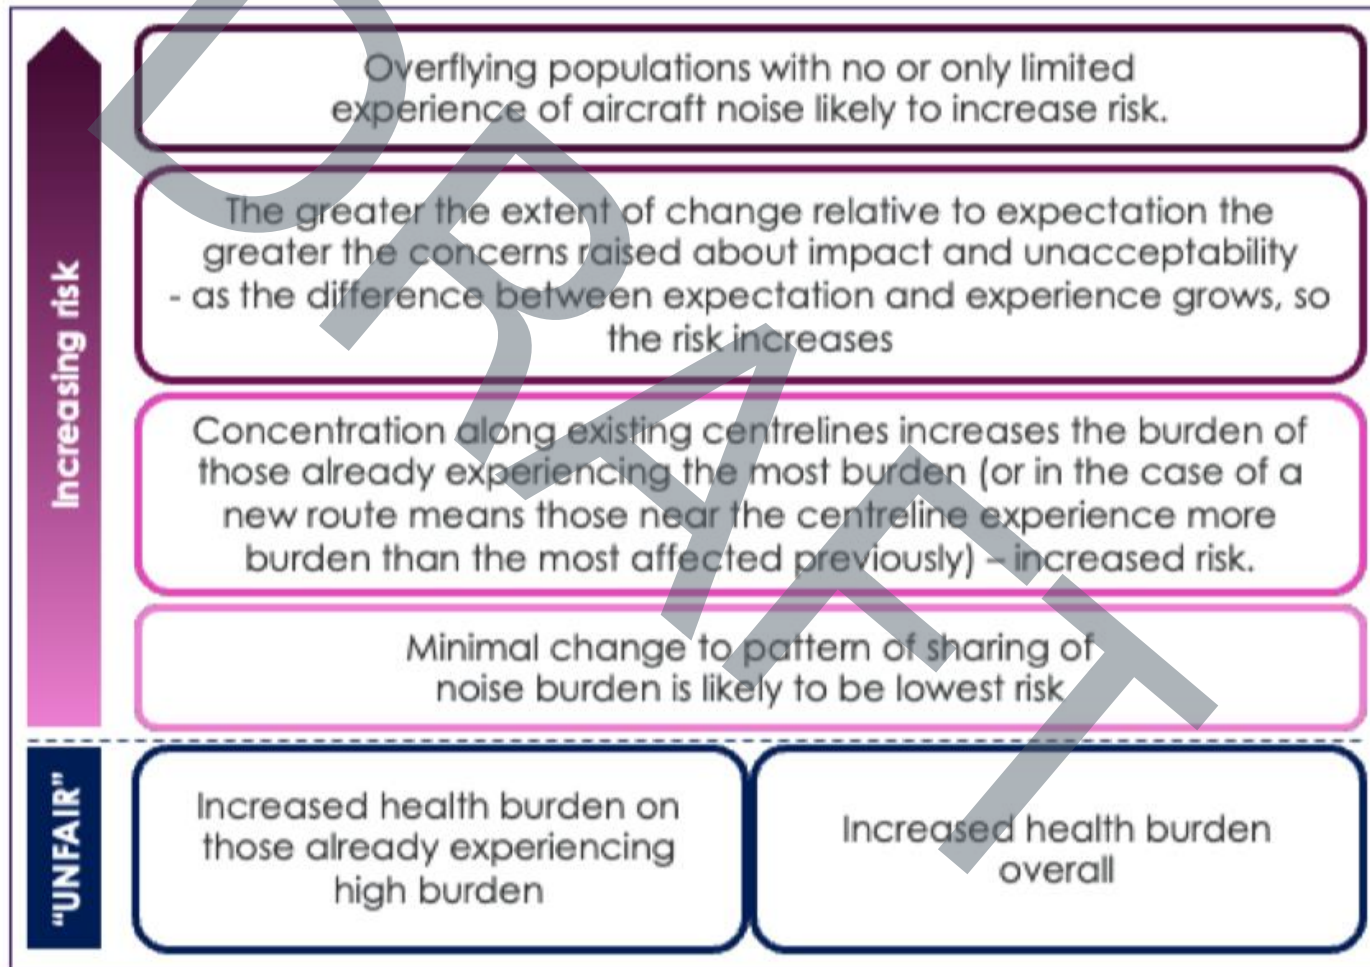 Overflying populations with no or only limited
experience of aircraft noise likely to increase risk.
The greater the extent of change relative to expectation the
greater the concerns raised about impact and unacceptability
- as the difference between expectation and experience grows, so
the risk increases
Increasing risk
Concentration along existing centrelines increases the burden of
those already experiencing the most burden (or in the case of a
new route means those near the centreline experience more
burden than the most affected previously) – increased risk.
Minimal change to pattern of sharing of
noise burden is likely to be lowest risk
"UNFAIR"
Increased health burden on
those already experiencing
high burden
Increased health burden
overall
DRAFT